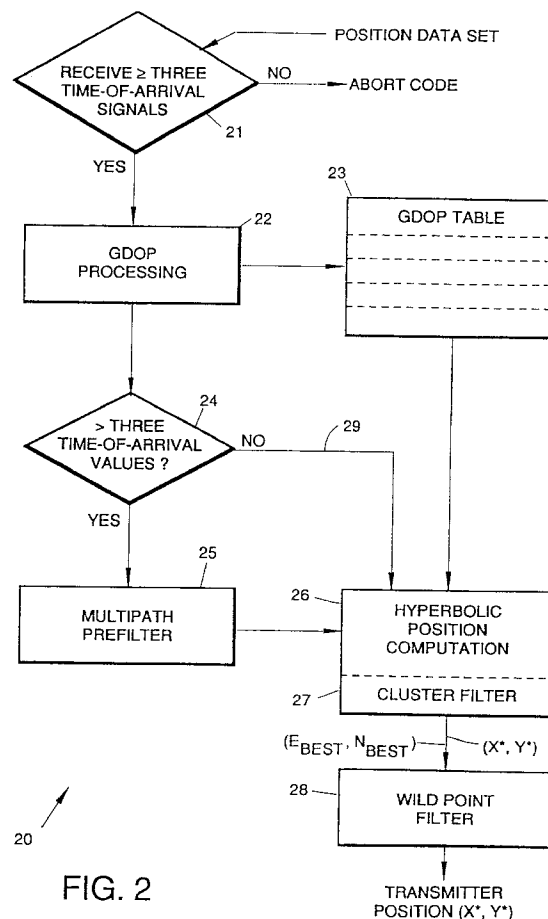 POSITION DATA SET
RECEIVE ≥ THREE
TIME-OF-ARRIVAL
SIGNALS
NO
ABORT CODE
21
YES
22
23
GDOP
PROCESSING
GDOP TABLE
24
> THREE
TIME-OF-ARRIVAL
VALUES ?
NO
29
YES
25
MULTIPATH
PREFILTER
26
HYPERBOLIC
POSITION
COMPUTATION
27
CLUSTER FILTER
(E_BEST, N_BEST)
(X*, Y*)
28
WILD POINT
FILTER
20
FIG. 2
TRANSMITTER
POSITION (X*, Y*)